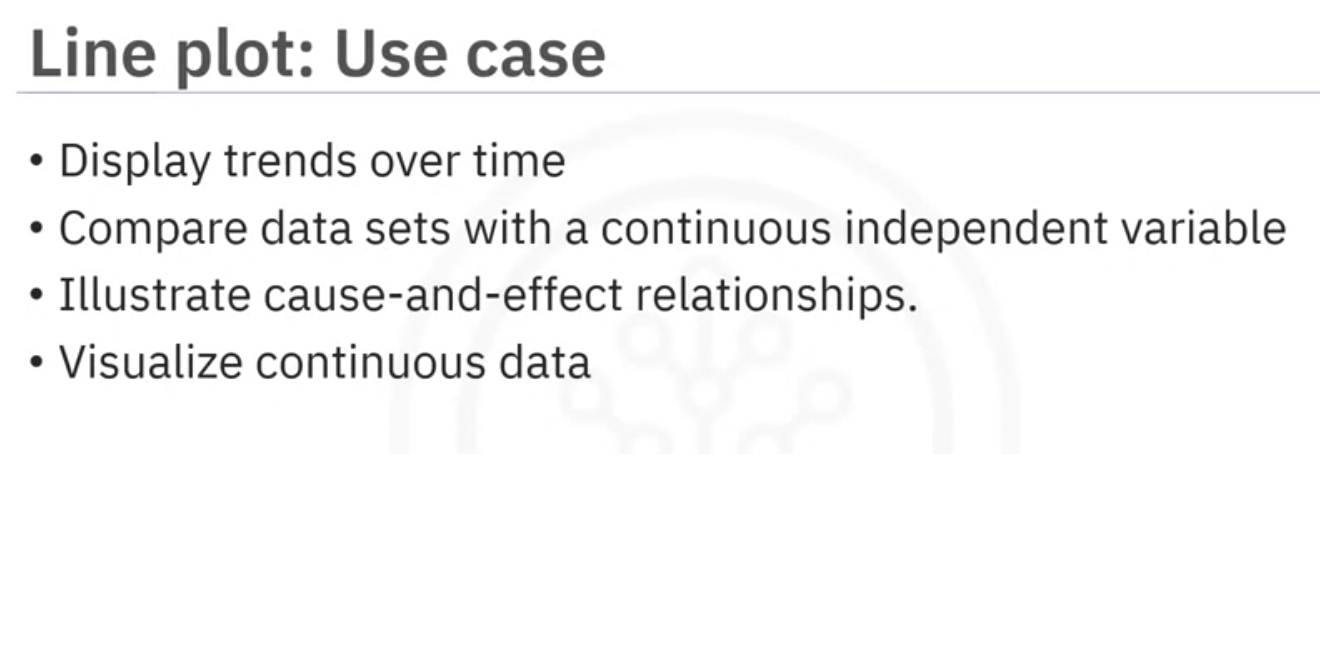 Line plot: Use case
• Display trends over time
• Compare data sets with a continuous independent variable
• Illustrate cause-and-effect relationships.
• Visualize continuous data